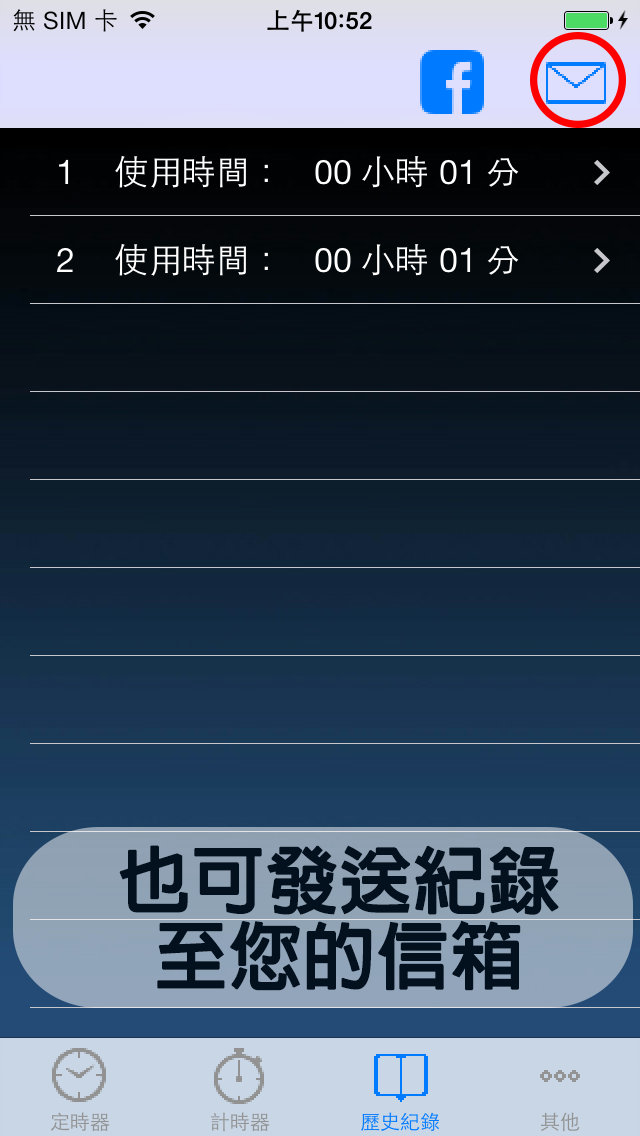 無 SIM 卡 上午10:52
1 使用時間： 00 小時 01 分
2 使用時間： 00 小時 01 分
也可發送紀錄
至您的信箱
定時器 計時器 歷史紀錄 其他